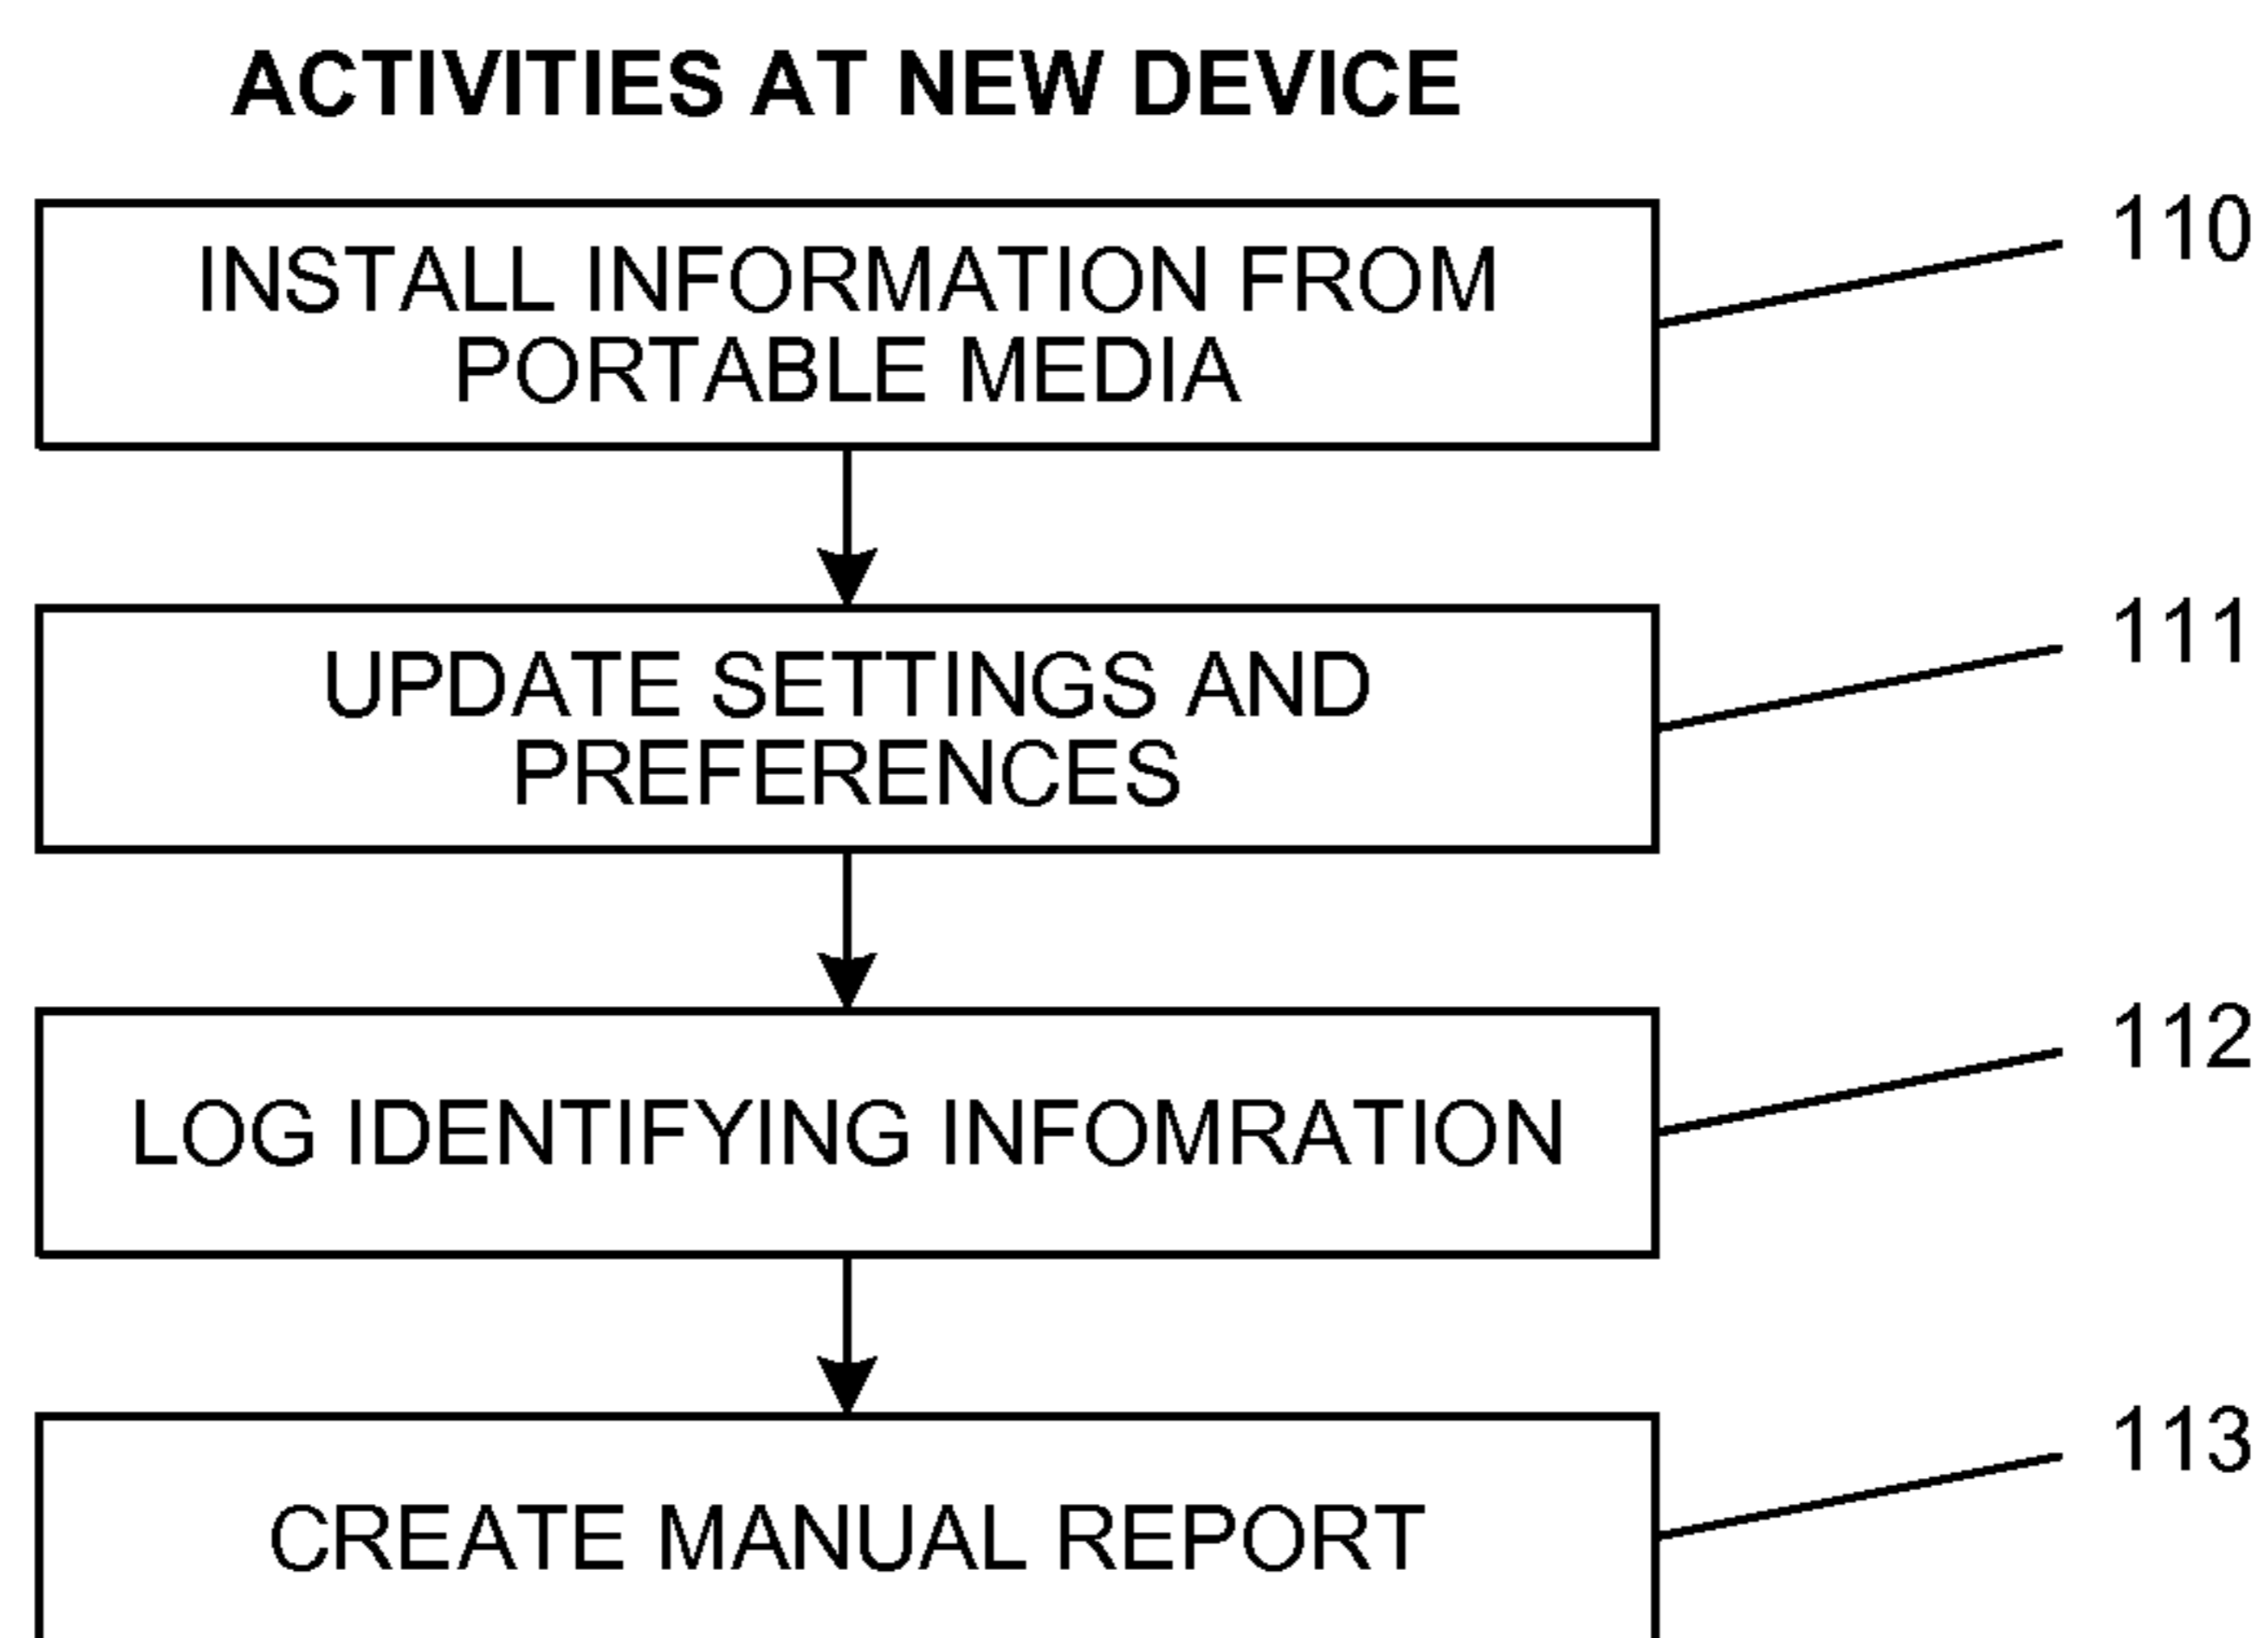 ACTIVITIES AT NEW DEVICE
INSTALL INFORMATION FROM
PORTABLE MEDIA
110
UPDATE SETTINGS AND
PREFERENCES
111
LOG IDENTIFYING INFOMRATION
112
CREATE MANUAL REPORT
113